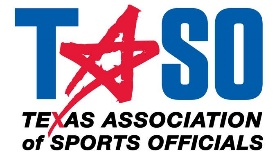 TASO
TEXAS ASSOCIATION
of SPORTS OFFICIALS